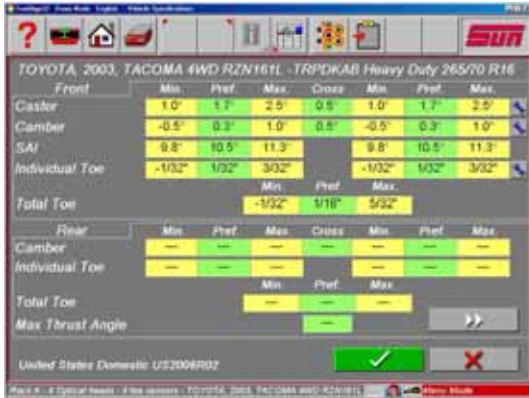 Sun
TOYOTA, 2003, TACOMA 4WD RZN161L -TRPDKAB Heavy Duty 265/70 R16
Front Min. Pref. Max. Cross Min. Pref. Max.
Castor 1.0° 1.7° 2.5° 0.5° 1.0° 1.7° 2.5°
Camber -0.5° 0.3° 1.0° 0.5° -0.5° 0.3° 1.0°
SAI 9.8° 10.5° 11.3° 9.8° 10.5° 11.3°
Individual Toe -1/32" 1/32" 3/32" -1/32" 1/32" 3/32"
Min. Pref. Max.
Total Toe -1/32" 1/16" 5/32"
Rear Min. Pref. Max. Cross Min. Pref. Max.
Camber --- --- --- --- --- --- ---
Individual Toe --- --- --- --- --- ---
Min. Pref. Max.
Total Toe --- --- ---
Max Thrust Angle ---
United States Domestic US2006R02